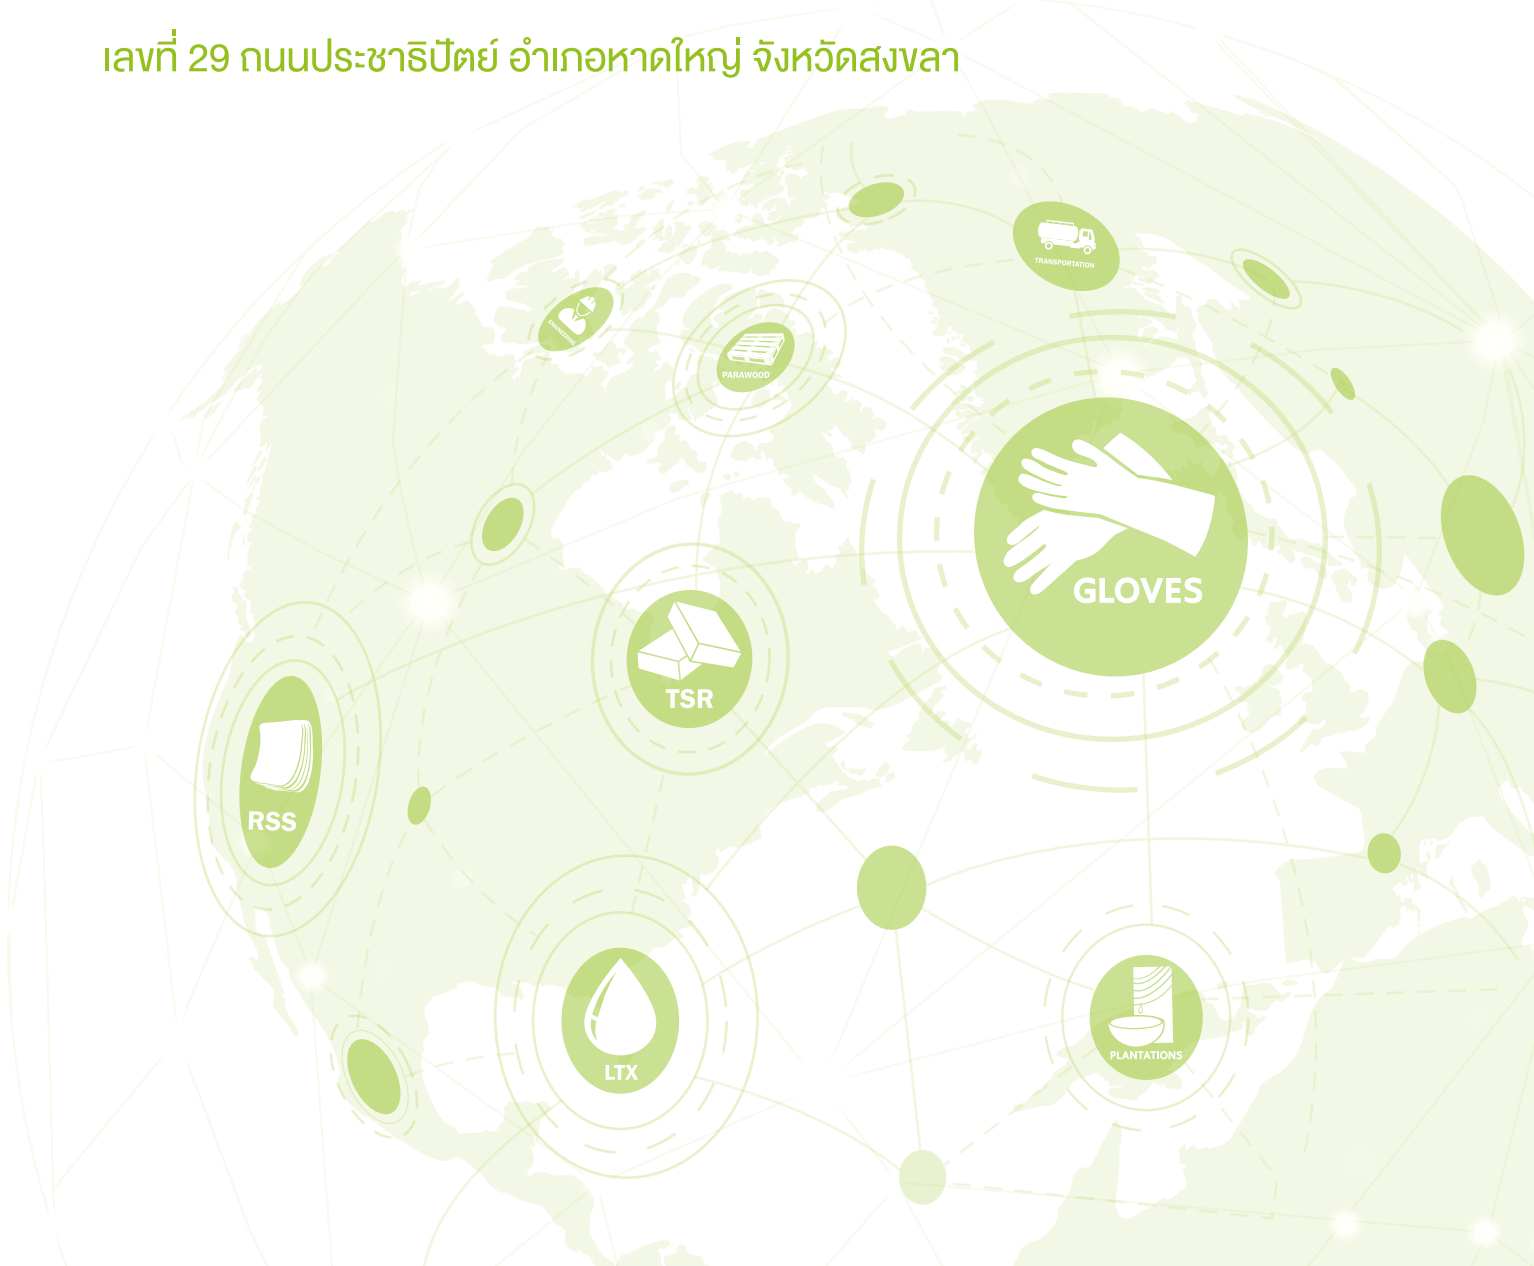 เลขที่ 29 ถนนประชาธิปัตย์ อำเภอหาดใหญ่ จังหวัดสงขลา
TRANSPORTATION
ENGINEERING
PARAWOOD
GLOVES
TSR
RSS
LTX
PLANTATIONS